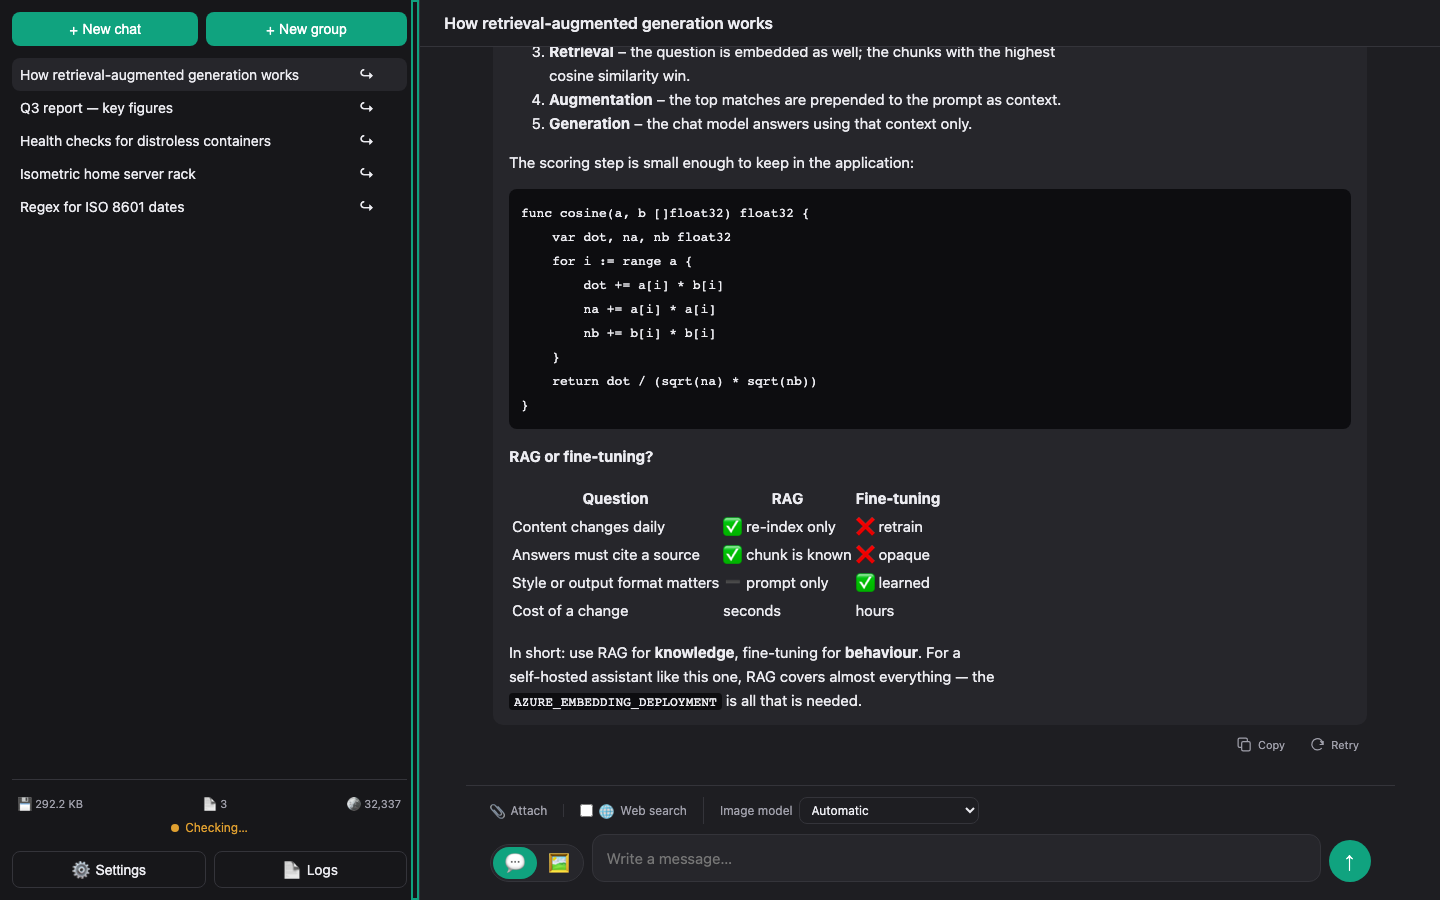 + New chat
+ New group
How retrieval-augmented generation works
Q3 report — key figures
Health checks for distroless containers
Isometric home server rack
Regex for ISO 8601 dates
292.2 KB
3
32,337
Checking...
Settings
Logs
How retrieval-augmented generation works
3. Retrieval – the question is embedded as well; the chunks with the highest
cosine similarity win.
4. Augmentation – the top matches are prepended to the prompt as context.
5. Generation – the chat model answers using that context only.
The scoring step is small enough to keep in the application:
func cosine(a, b []float32) float32 {
    var dot, na, nb float32
    for i := range a {
        dot += a[i] * b[i]
        na += a[i] * a[i]
        nb += b[i] * b[i]
    }
    return dot / (sqrt(na) * sqrt(nb))
}
RAG or fine-tuning?
Question RAG Fine-tuning
Content changes daily ✅ re-index only ❌ retrain
Answers must cite a source ✅ chunk is known ❌ opaque
Style or output format matters ➖ prompt only ✅ learned
Cost of a change seconds hours
In short: use RAG for knowledge, fine-tuning for behaviour. For a
self-hosted assistant like this one, RAG covers almost everything — the
AZURE_EMBEDDING_DEPLOYMENT is all that is needed.
Copy Retry
Attach Web search Image model Automatic
Write a message...